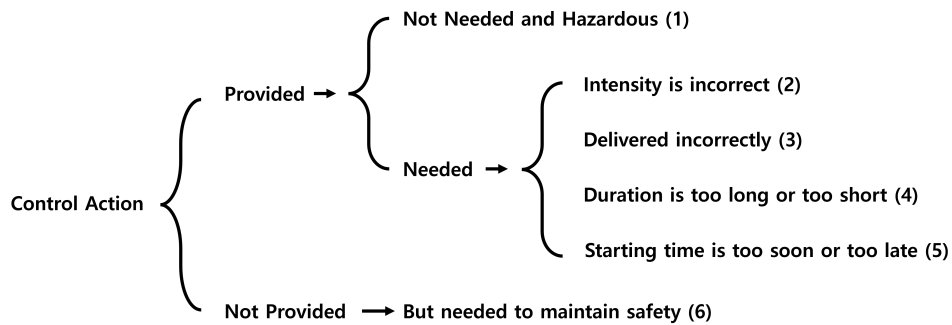 Not Needed and Hazardous (1)
Provided
Intensity is incorrect (2)
Delivered incorrectly (3)
Needed
Duration is too long or too short (4)
Control Action
Starting time is too soon or too late (5)
Not Provided
But needed to maintain safety (6)